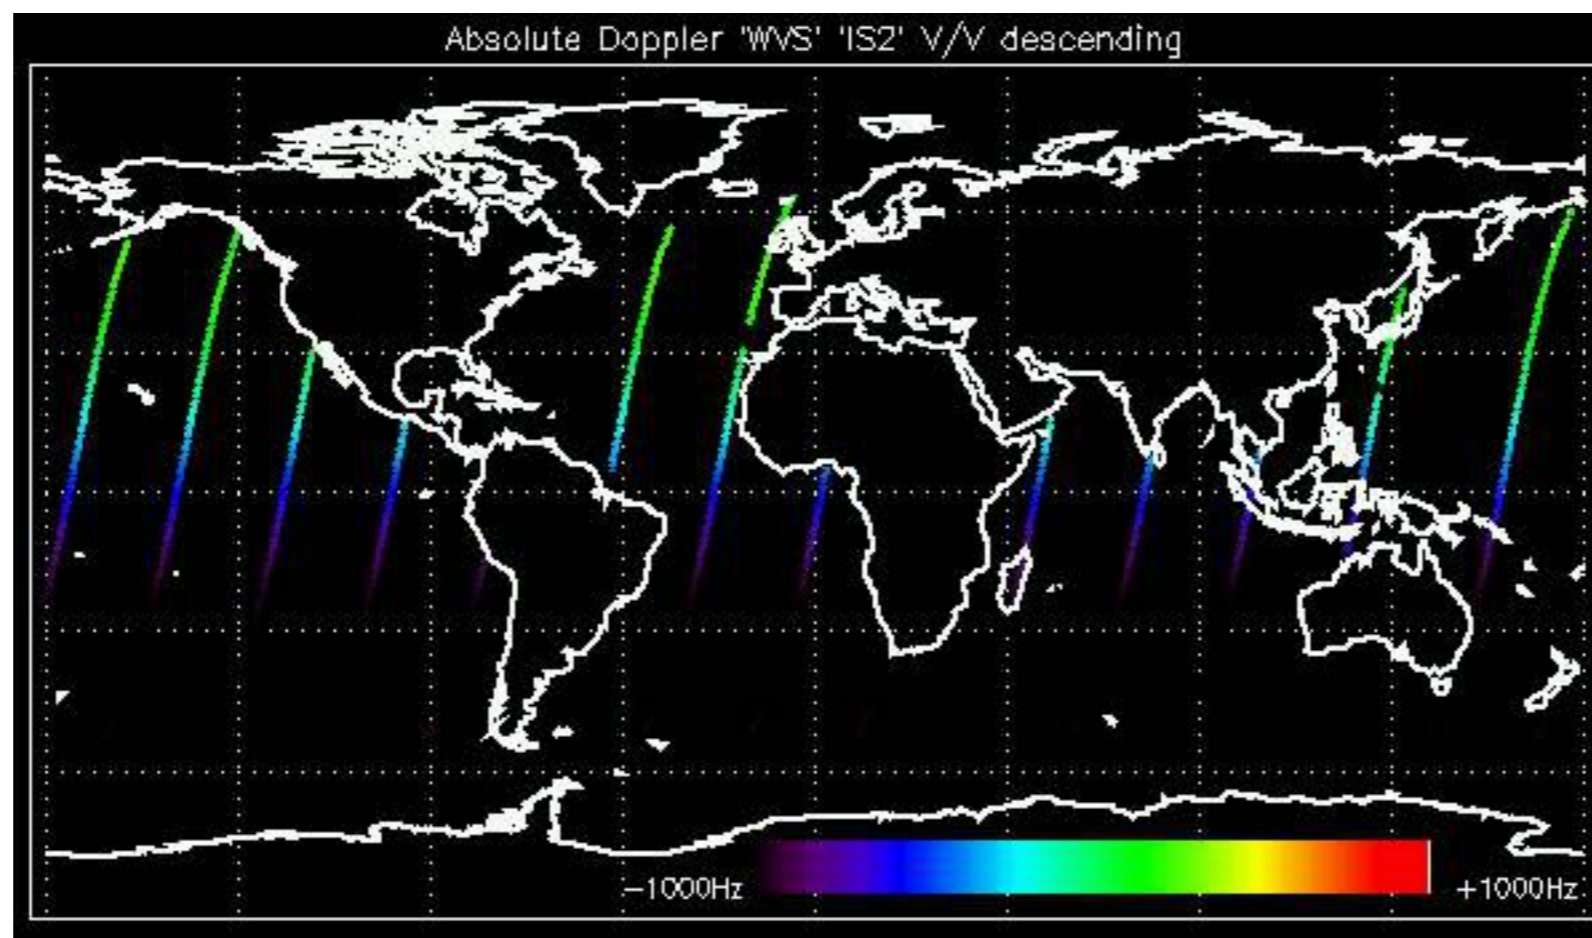 Absolute Doppler 'WVS' 'IS2' V/V descending
−1000Hz
+1000Hz